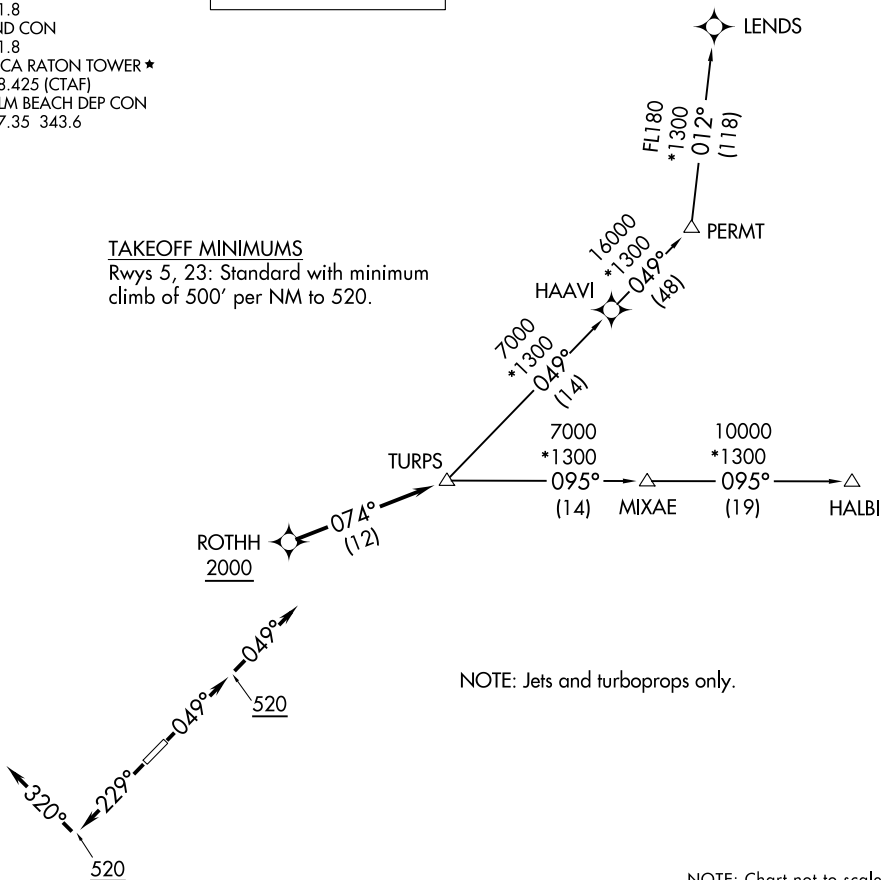 1.8
ND CON
1.8
CA RATON TOWER ★
8.425 (CTAF)
LM BEACH DEP CON
7.35 343.6
LENDS
FL180
*1300
012°
(118)
PERMT
TAKEOFF MINIMUMS
Rwys 5, 23: Standard with minimum
climb of 500' per NM to 520.
16000
*1300
049°
(48)
HAAVI
7000
*1300
049°
(14)
TURPS
7000
*1300
095°
(14)
MIXAE
10000
*1300
095°
(19)
HALBI
ROTHH
2000
074°
(12)
049°
520
049°
229°
320°
520
NOTE: Jets and turboprops only.
NOTE: Chart not to scale